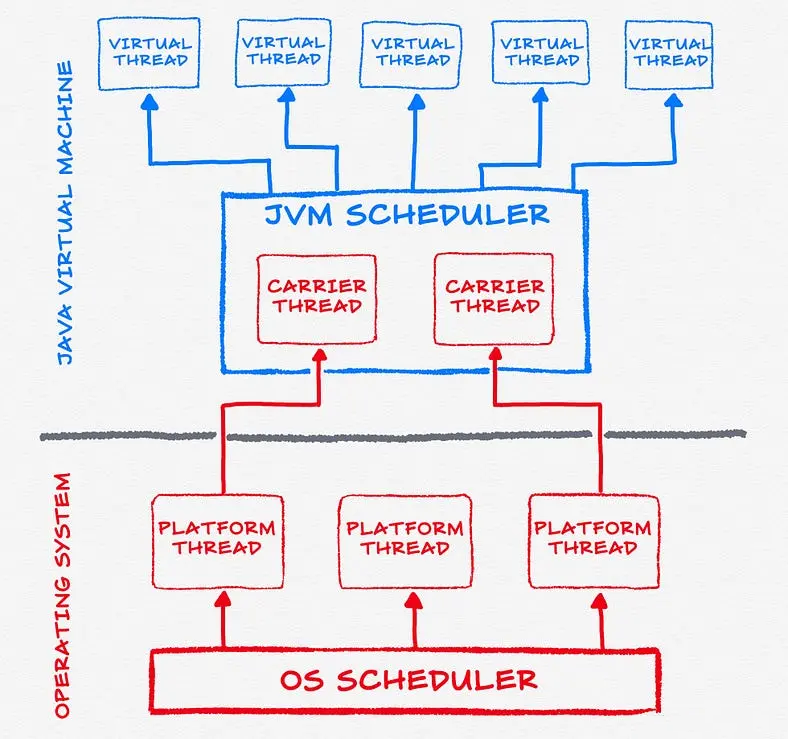 VIRTUAL
THREAD
VIRTUAL
THREAD
VIRTUAL
THREAD
VIRTUAL
THREAD
VIRTUAL
THREAD
JAVA VIRTUAL MACHINE
JVM SCHEDULER
CARRIER
THREAD
CARRIER
THREAD
OPERATING SYSTEM
PLATFORM
THREAD
PLATFORM
THREAD
PLATFORM
THREAD
OS SCHEDULER